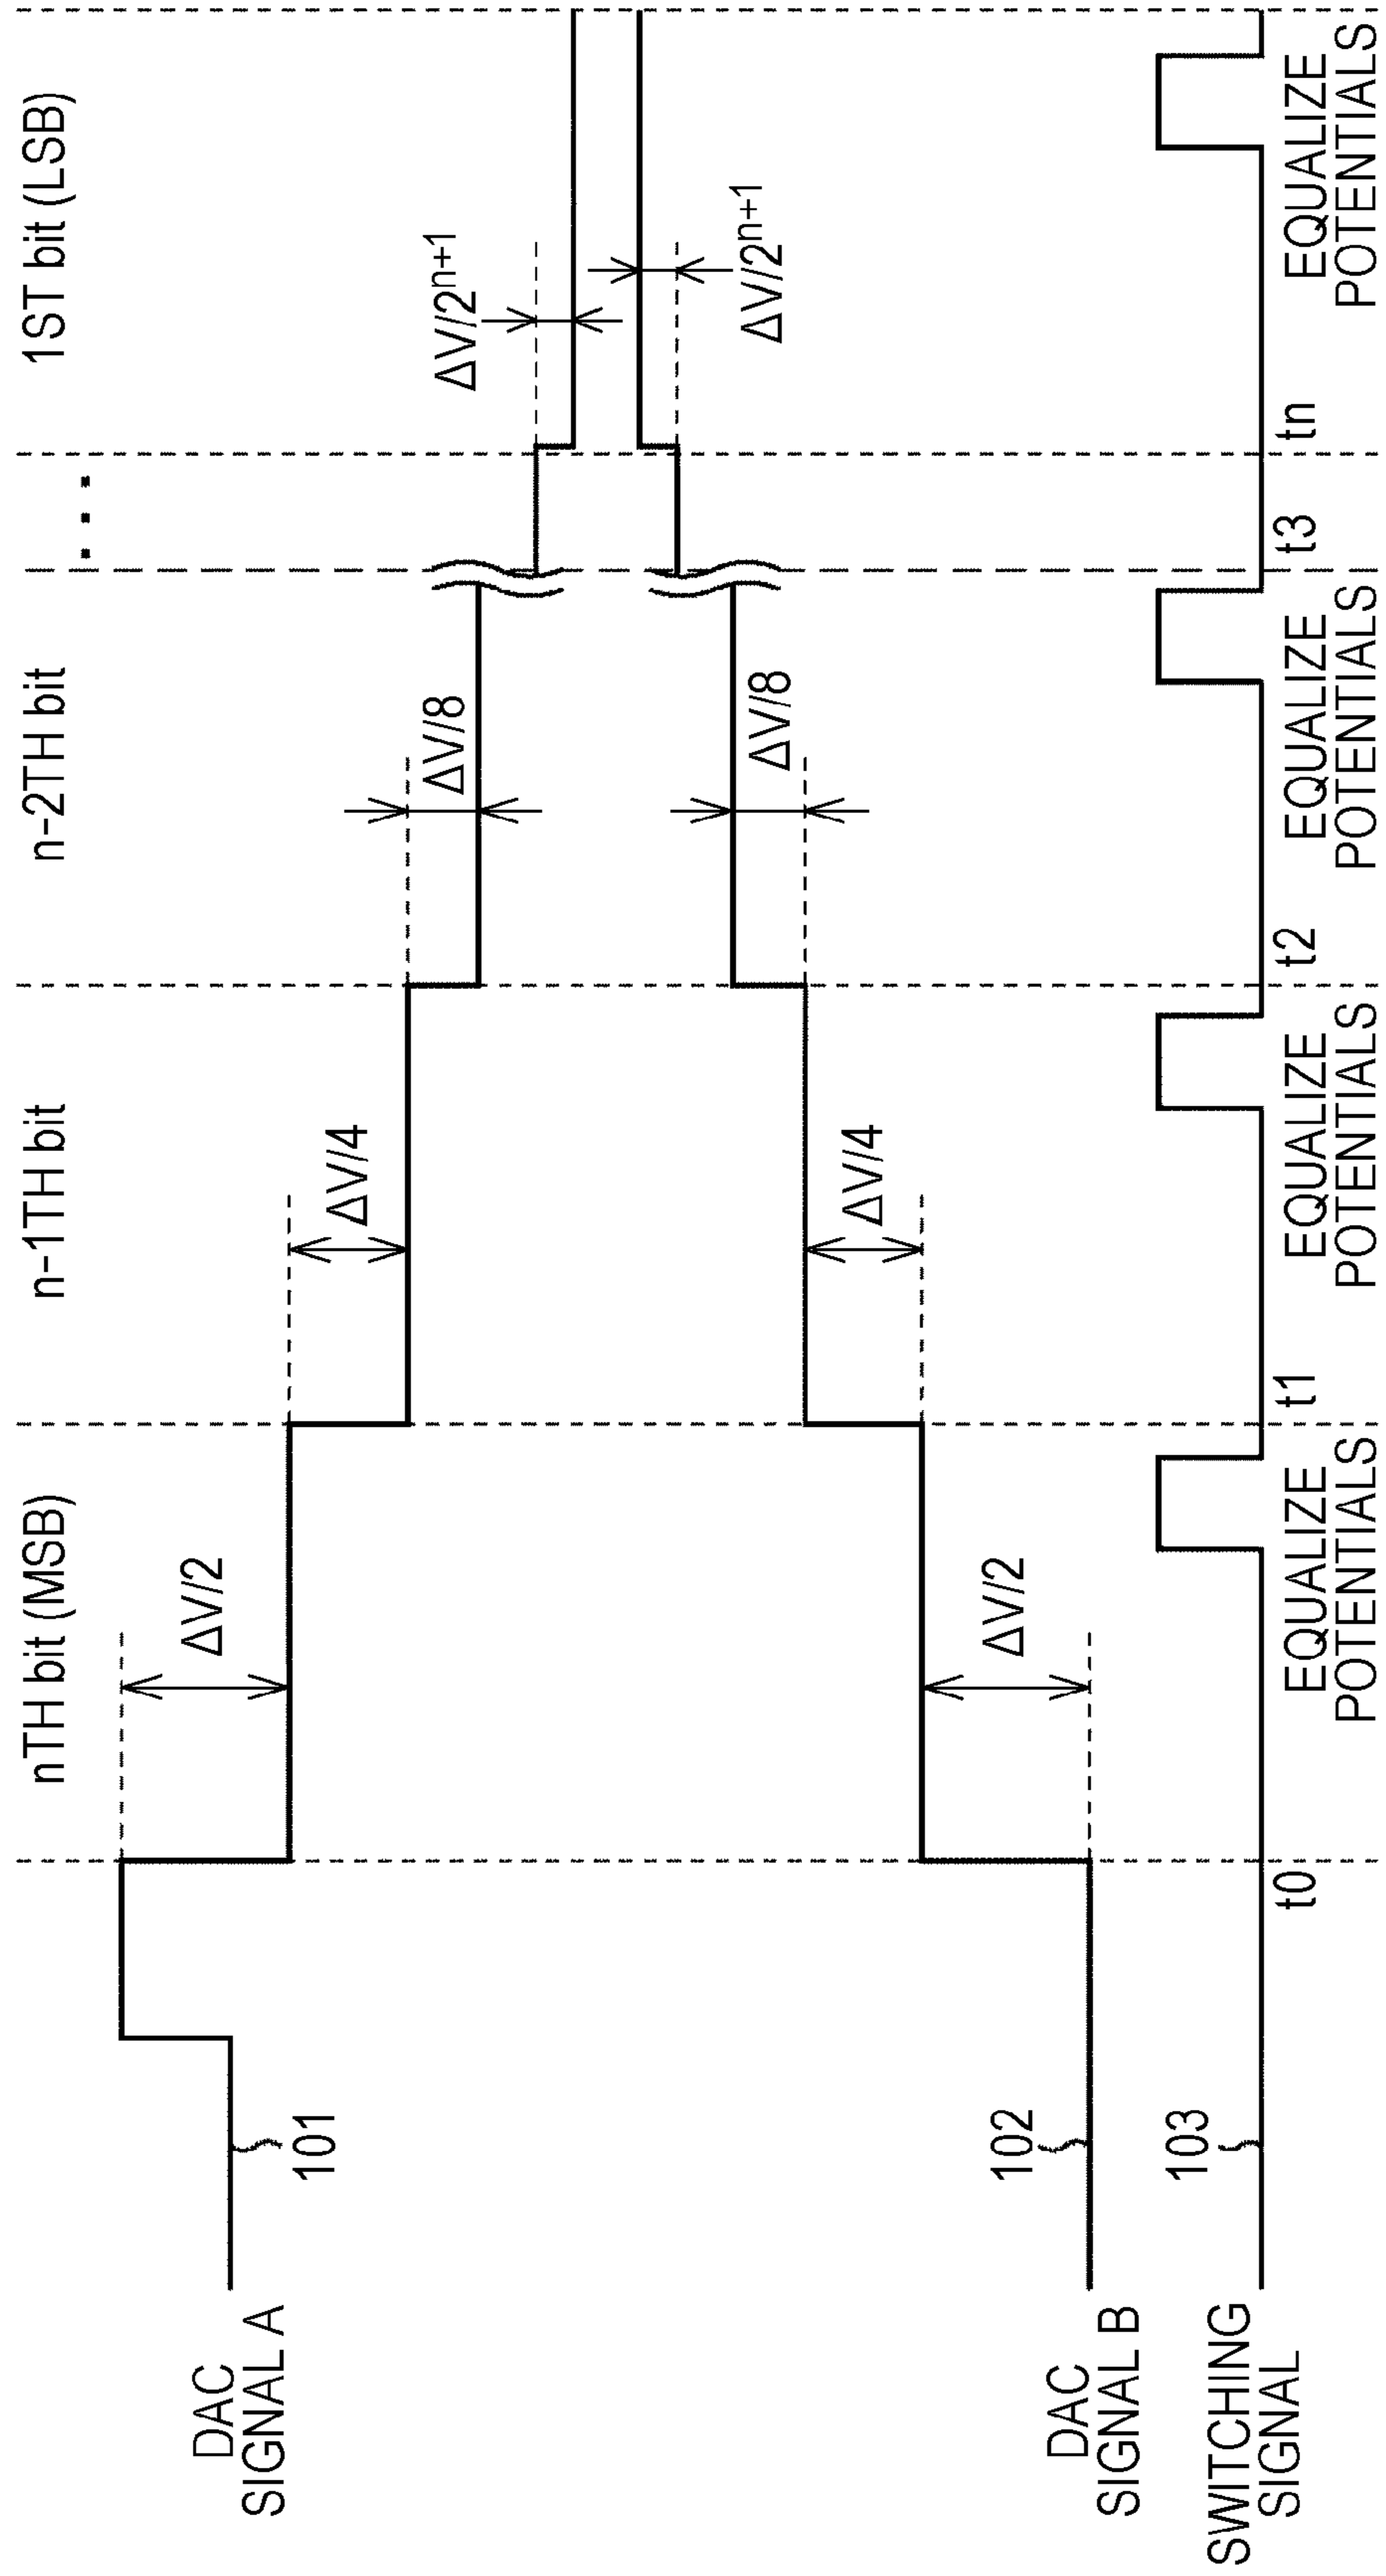 nTH bit (MSB)
n-1TH bit
n-2TH bit
...
1ST bit (LSB)
ΔV/2
ΔV/4
ΔV/8
ΔV/2n+1
DAC
SIGNAL A
101
ΔV/2
ΔV/4
ΔV/8
ΔV/2n+1
DAC
SIGNAL B
102
SWITCHING
SIGNAL
103
t0
t1
t2
t3
tn
EQUALIZE
POTENTIALS
EQUALIZE
POTENTIALS
EQUALIZE
POTENTIALS
EQUALIZE
POTENTIALS